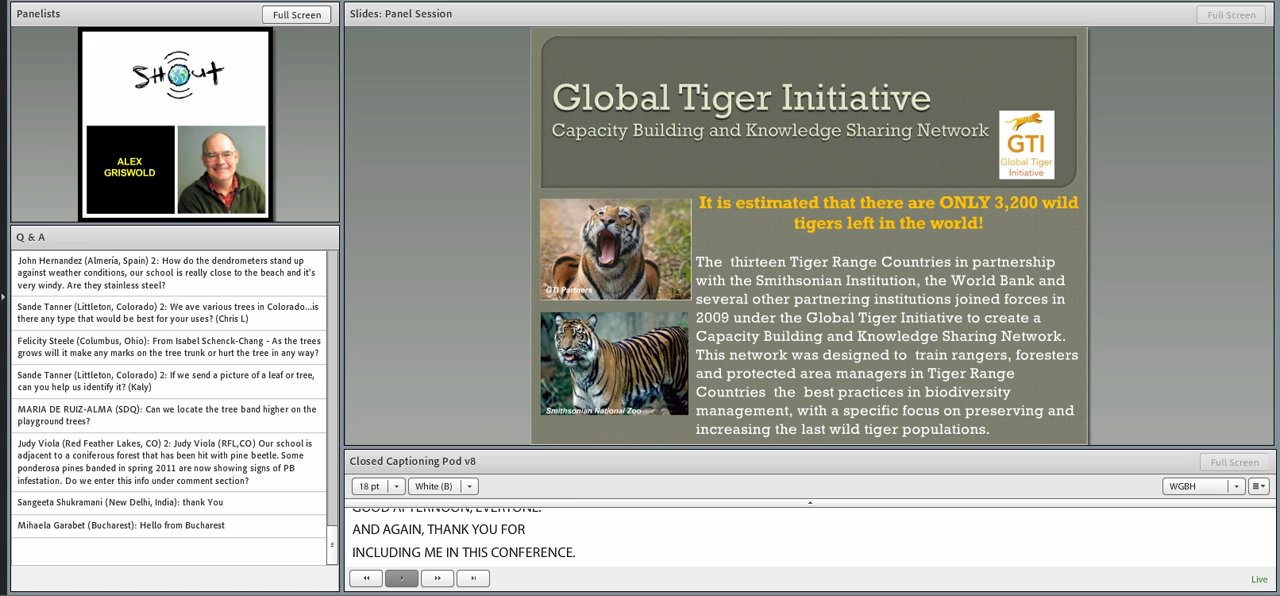 Panelists
Full Screen
SHOUT
ALEX
GRISWOLD
Q & A
John Hernandez (Almería, Spain) 2: How do the dendrometers stand up
against weather conditions, our school is really close to the beach and it's
very windy. Are they stainless steel?
Sande Tanner (Littleton, Colorado) 2: We ave various trees in Colorado...is
there any type that would be best for your uses? (Chris L)
Felicity Steele (Columbus, Ohio): From Isabel Schenck-Chang - As the trees
grows will it make any marks on the tree trunk or hurt the tree in any way?
Sande Tanner (Littleton, Colorado) 2: If we send a picture of a leaf or tree,
can you help us identify it? (Kaly)
MARIA DE RUIZ-ALMA (SDQ): Can we locate the tree band higher on the
playground trees?
Judy Viola (Red Feather Lakes, CO) 2: Judy Viola (RFL,CO) Our school is
adjacent to a coniferous forest that has been hit with pine beetle. Some
ponderosa pines banded in spring 2011 are now showing signs of PB
infestation. Do we enter this info under comment section?
Sangeeta Shukramani (New Delhi, India): thank You
Mihaela Garabet (Bucharest): Hello from Bucharest
Slides: Panel Session
Full Screen
Global Tiger Initiative
Capacity Building and Knowledge Sharing Network
GTI
Global Tiger
Initiative
It is estimated that there are ONLY 3,200 wild
tigers left in the world!
GTI Partners
Smithsonian National Zoo
The thirteen Tiger Range Countries in partnership
with the Smithsonian Institution, the World Bank and
several other partnering institutions joined forces in
2009 under the Global Tiger Initiative to create a
Capacity Building and Knowledge Sharing Network.
This network was designed to train rangers, foresters
and protected area managers in Tiger Range
Countries the best practices in biodiversity
management, with a specific focus on preserving and
increasing the last wild tiger populations.
Closed Captioning Pod v8
Full Screen
18 pt
White (B)
WGBH
GOOD AFTERNOON, EVERYONE.
AND AGAIN, THANK YOU FOR
INCLUDING ME IN THIS CONFERENCE.
Live